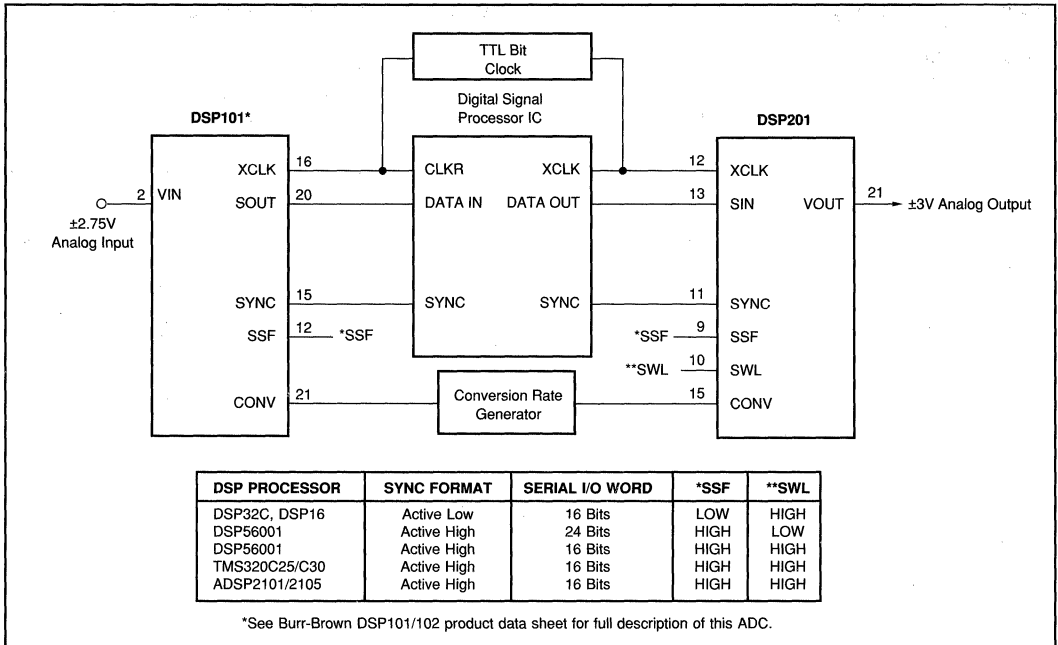 TTL Bit
Clock
Digital Signal
Processor IC
DSP101*
DSP201
XCLK 16
CLKR
XCLK
12 XCLK
2 VIN
SOUT 20
DATA IN
DATA OUT
13 SIN
VOUT 21
±3V Analog Output
±2.75V
Analog Input
SYNC 15
SYNC
SYNC
11 SYNC
SSF 12 *SSF
*SSF 9 SSF
**SWL 10 SWL
CONV 21
Conversion Rate
Generator
15 CONV
DSP PROCESSOR SYNC FORMAT SERIAL I/O WORD *SSF **SWL
DSP32C, DSP16 Active Low 16 Bits LOW HIGH
DSP56001 Active High 24 Bits HIGH LOW
DSP56001 Active High 16 Bits HIGH HIGH
TMS320C25/C30 Active High 16 Bits HIGH HIGH
ADSP2101/2105 Active High 16 Bits HIGH HIGH
*See Burr-Brown DSP101/102 product data sheet for full description of this ADC.